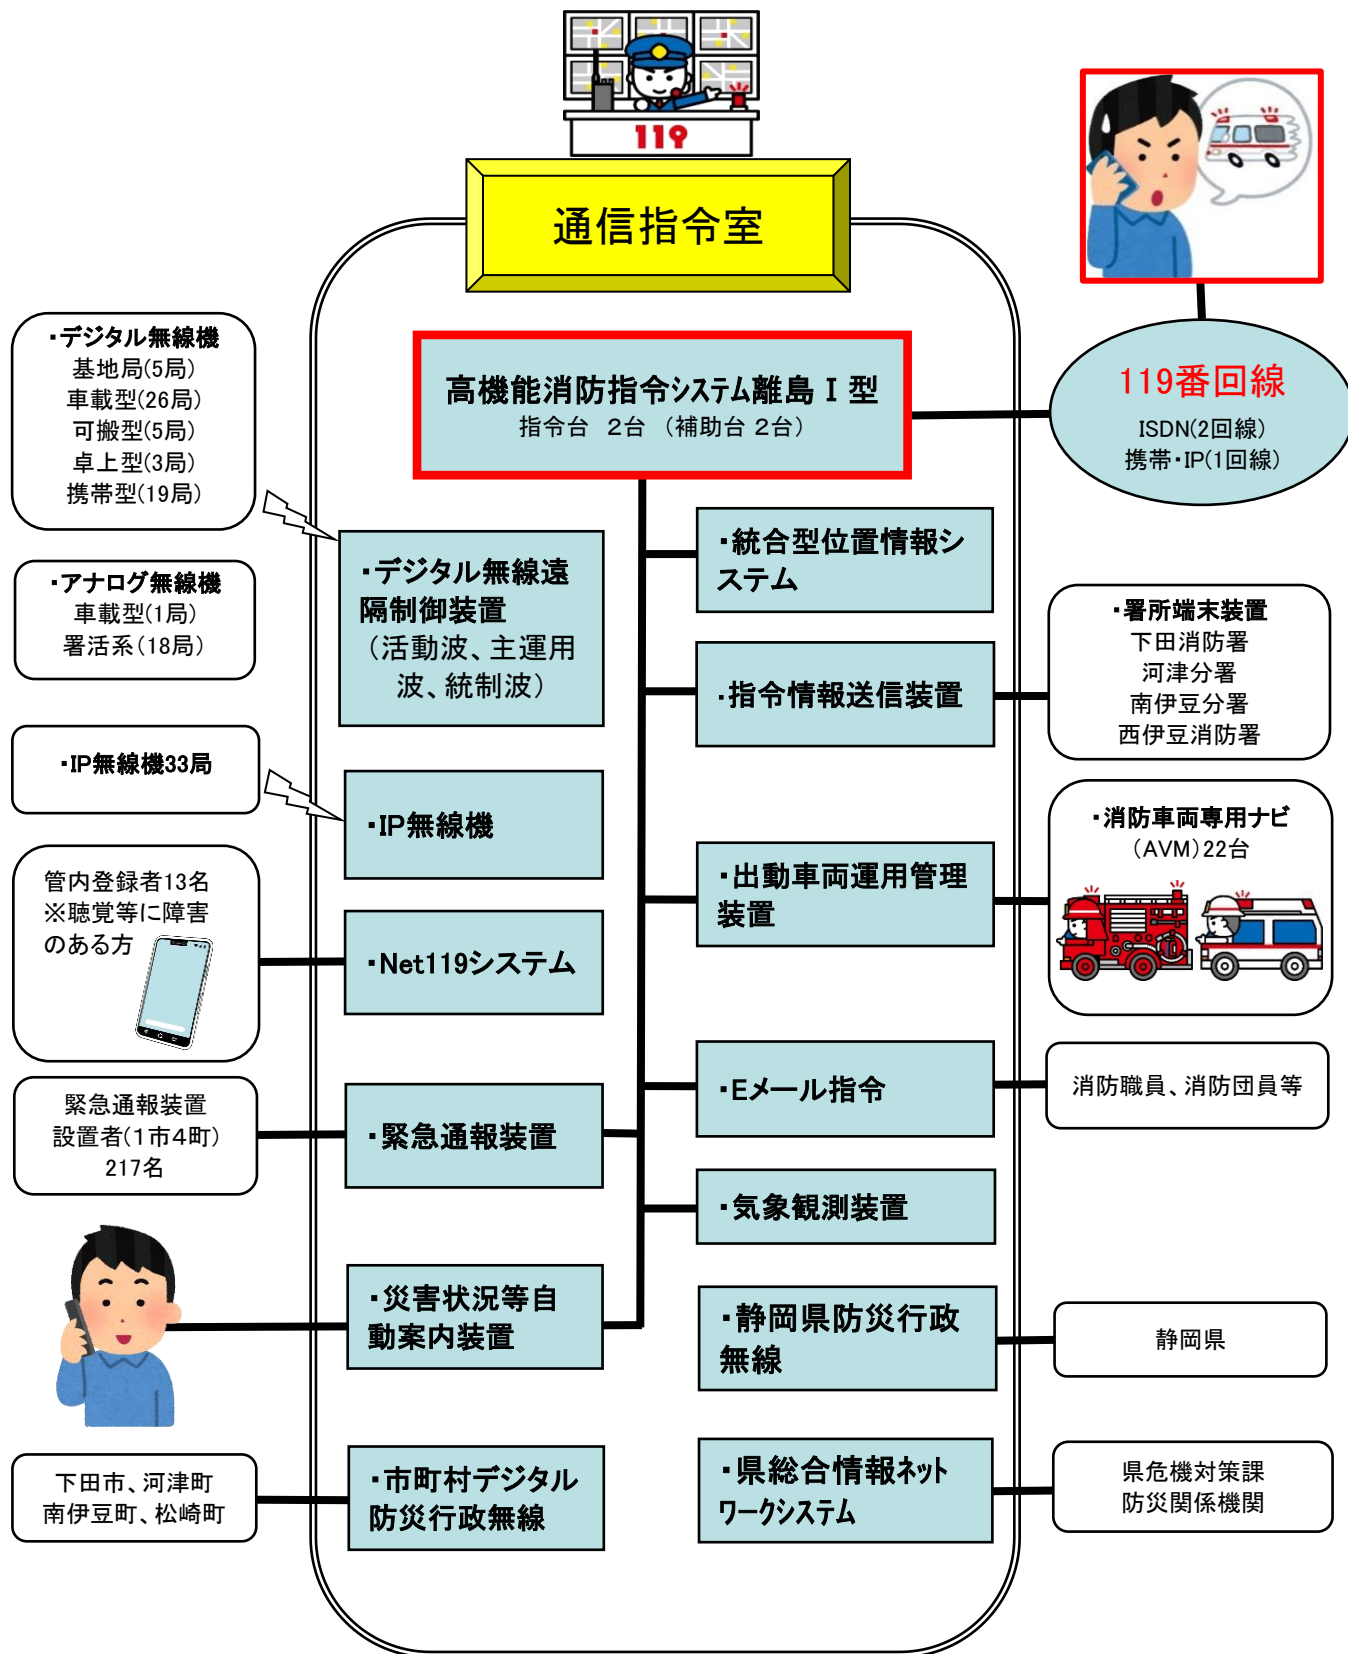 119
通信指令室
高機能消防指令システム離島Ⅰ型
指令台 2台 (補助台 2台)
119番回線
ISDN(2回線)
携帯・IP(1回線)
・デジタル無線機
基地局(5局)
車載型(26局)
可搬型(5局)
卓上型(3局)
携帯型(19局)
・アナログ無線機
車載型(1局)
署活系(18局)
・IP無線機33局
管内登録者13名
※聴覚等に障害
のある方
緊急通報装置
設置者(1市4町)
217名
下田市、河津町
南伊豆町、松崎町
・デジタル無線遠
隔制御装置
(活動波、主運用
波、統制波)
・IP無線機
・Net119システム
・緊急通報装置
・災害状況等自
動案内装置
・市町村デジタル
防災行政無線
・統合型位置情報シ
ステム
・指令情報送信装置
・出動車両運用管理
装置
・Eメール指令
・気象観測装置
・静岡県防災行政
無線
・県総合情報ネット
ワークシステム
・署所端末装置
下田消防署
河津分署
南伊豆分署
西伊豆消防署
・消防車両専用ナビ
(AVM)22台
消防職員、消防団員等
静岡県
県危機対策課
防災関係機関